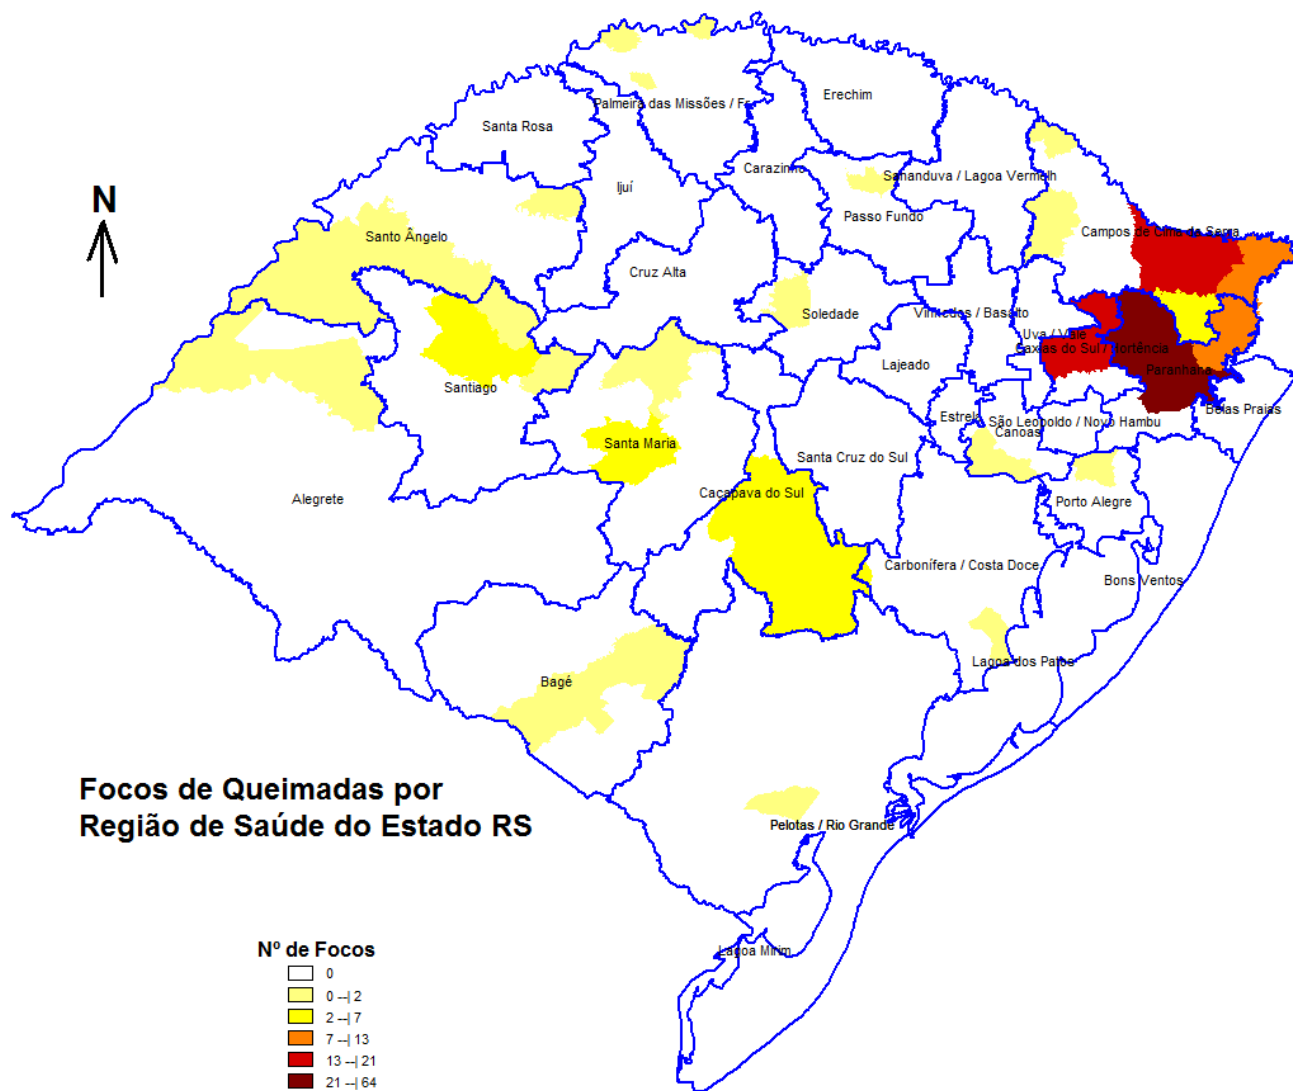 Erechim
Palmeira das Missões / Fr
Santa Rosa
Carazinho
Sananduva / Lagoa Vermelh
Ijuí
N
Passo Fundo
Campos de Cima da Serra
Santo Ângelo
Cruz Alta
Soledade
Vinhedos / Basalto
Uva / Vale
Caxias do Sul / Hortência
Lajeado
Paranhana
Santiago
Belas Praias
Estrela
São Leopoldo / Novo Hambu
Canoas
Santa Maria
Santa Cruz do Sul
Caçapava do Sul
Alegrete
Porto Alegre
Carbonífera / Costa Doce
Bons Ventos
Lagoa dos Patos
Bagé
Focos de Queimadas por
Região de Saúde do Estado RS
Pelotas / Rio Grande
Lagoa Mirim
Nº de Focos
0
0 --| 2
2 --| 7
7 --| 13
13 --| 21
21 --| 64